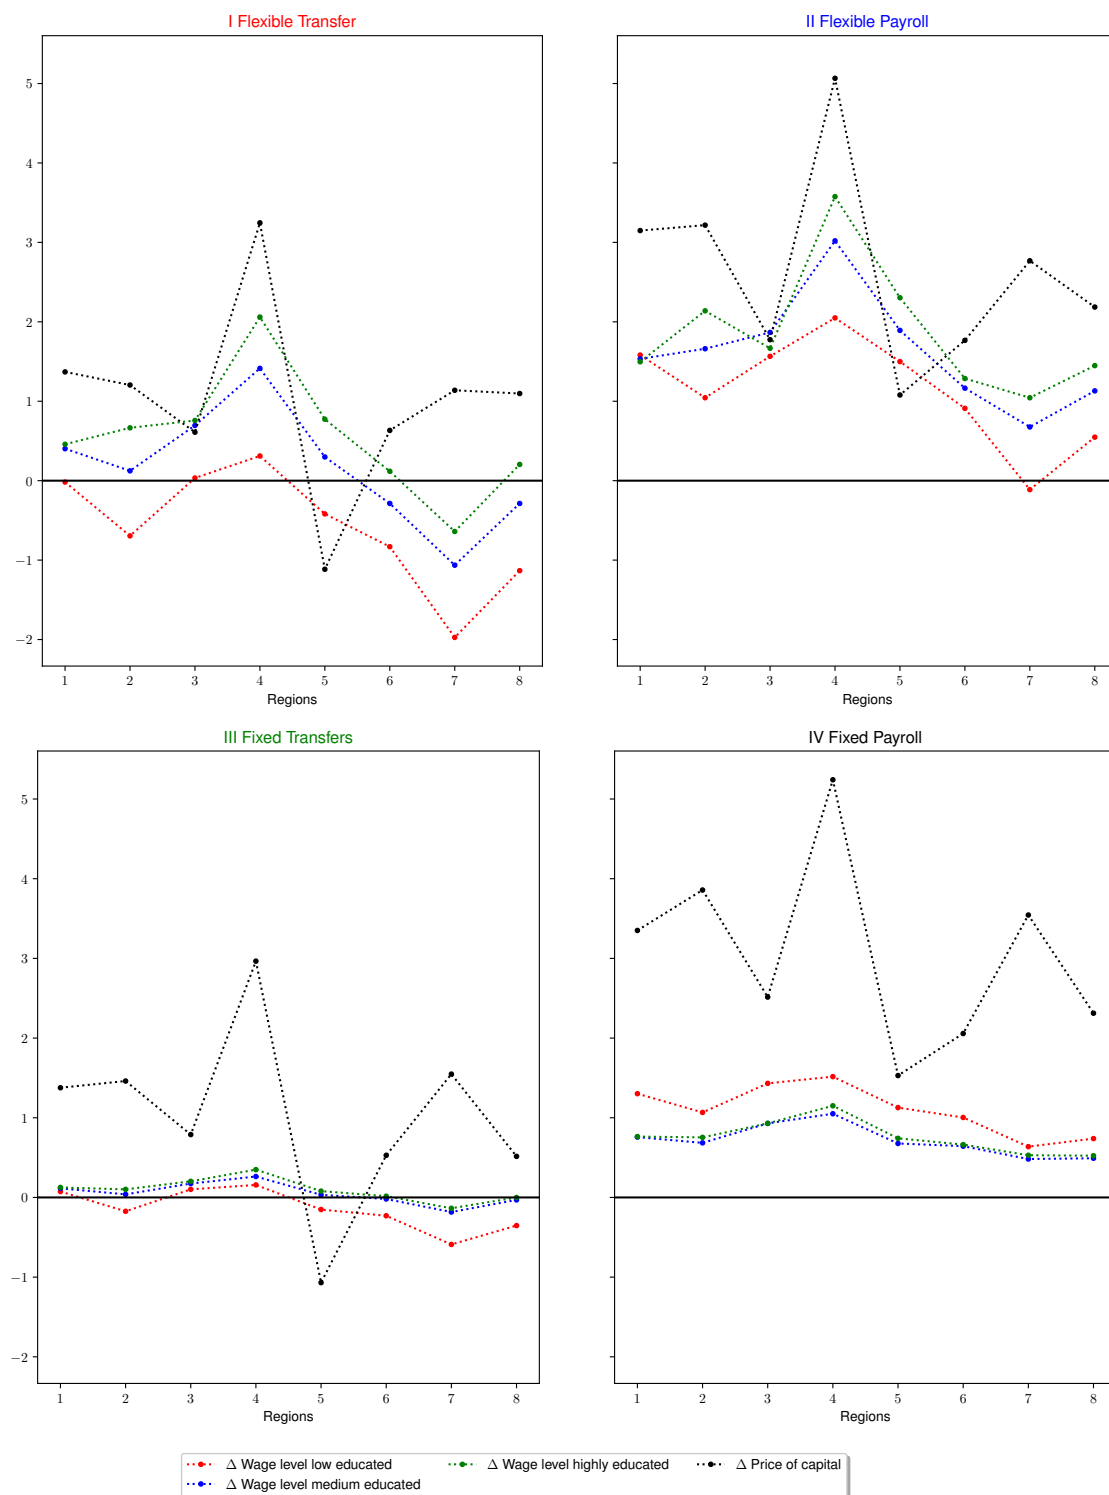 I Flexible Transfer
II Flexible Payroll
5
4
3
2
1
0
−1
−2
1 2 3 4 5 6 7 8
1 2 3 4 5 6 7 8
Regions
Regions
III Fixed Transfers
IV Fixed Payroll
5
4
3
2
1
0
−1
−2
1 2 3 4 5 6 7 8
1 2 3 4 5 6 7 8
Regions
Regions
Δ Wage level low educated
Δ Wage level highly educated
Δ Price of capital
Δ Wage level medium educated